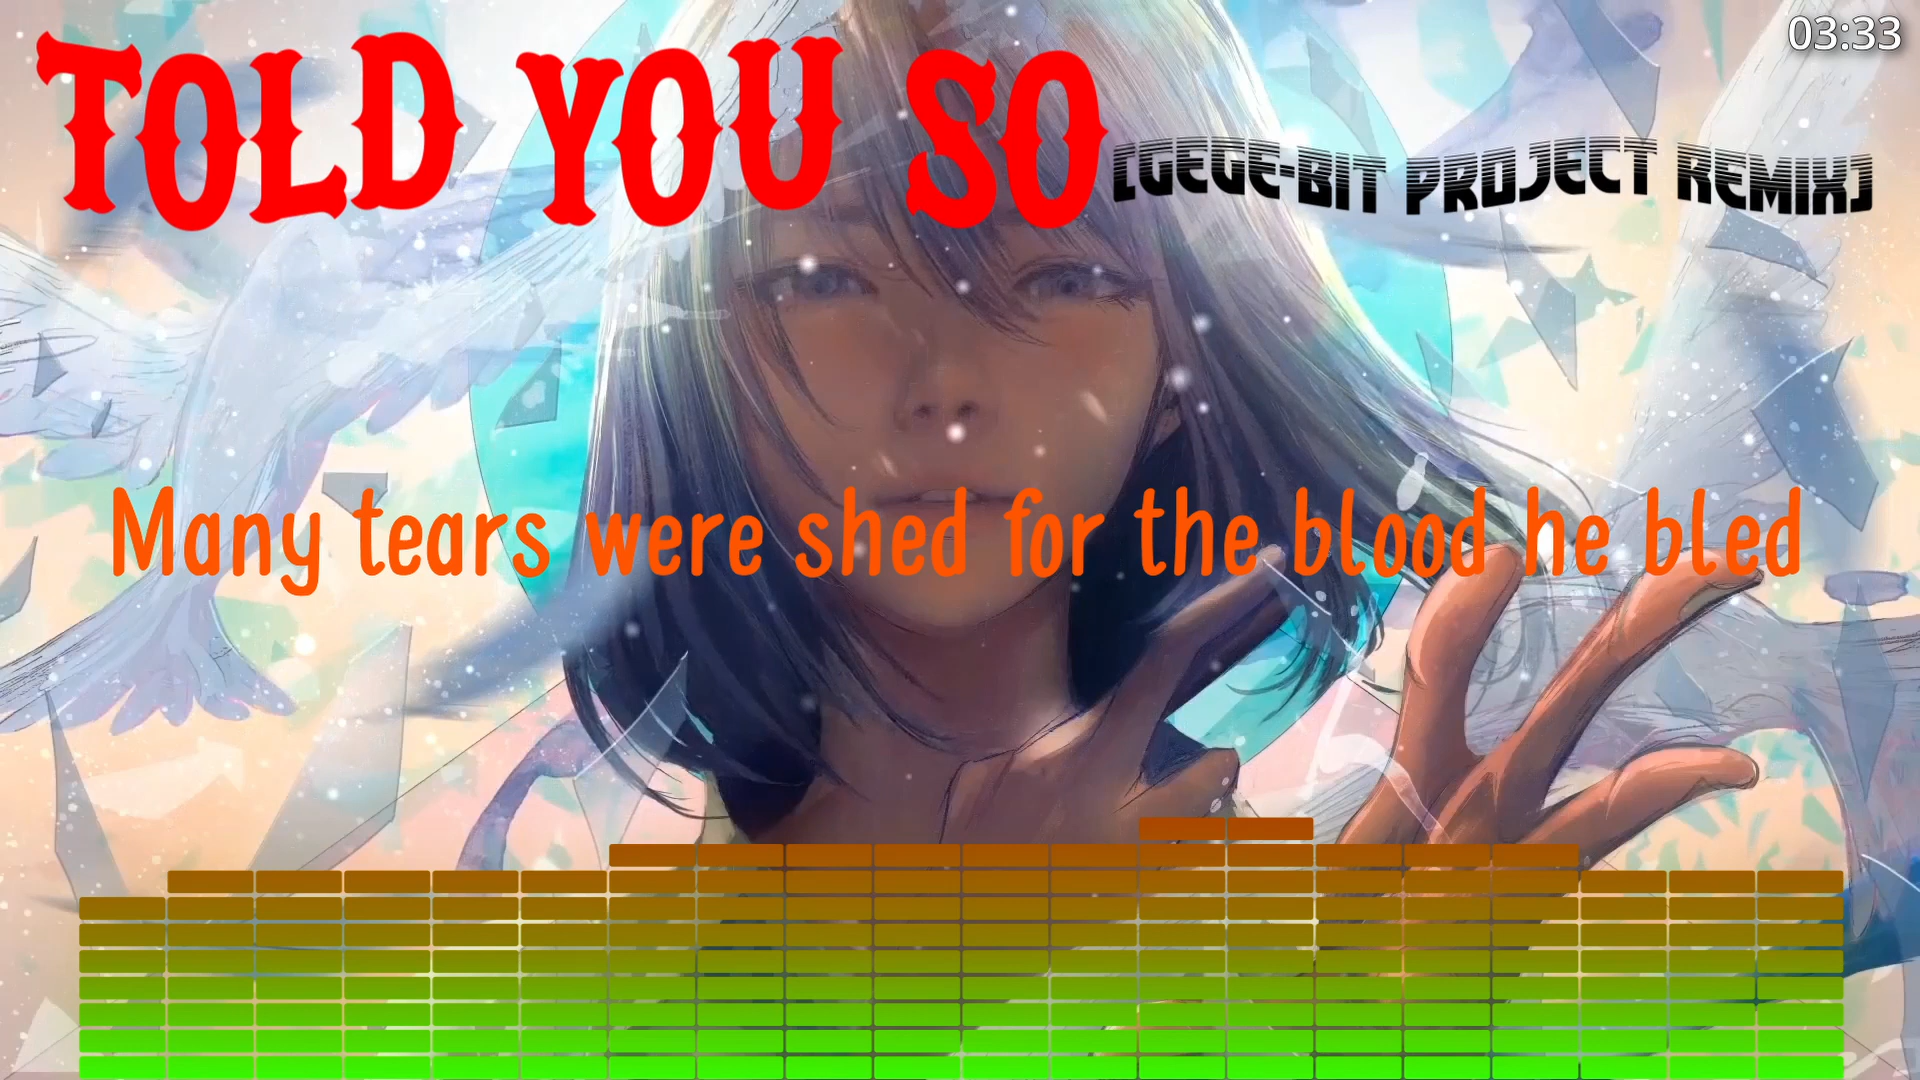 03:33
TOLD YOU SO [GEGE-BIT PROJECT REMIX]
Many tears were shed for the blood he bled